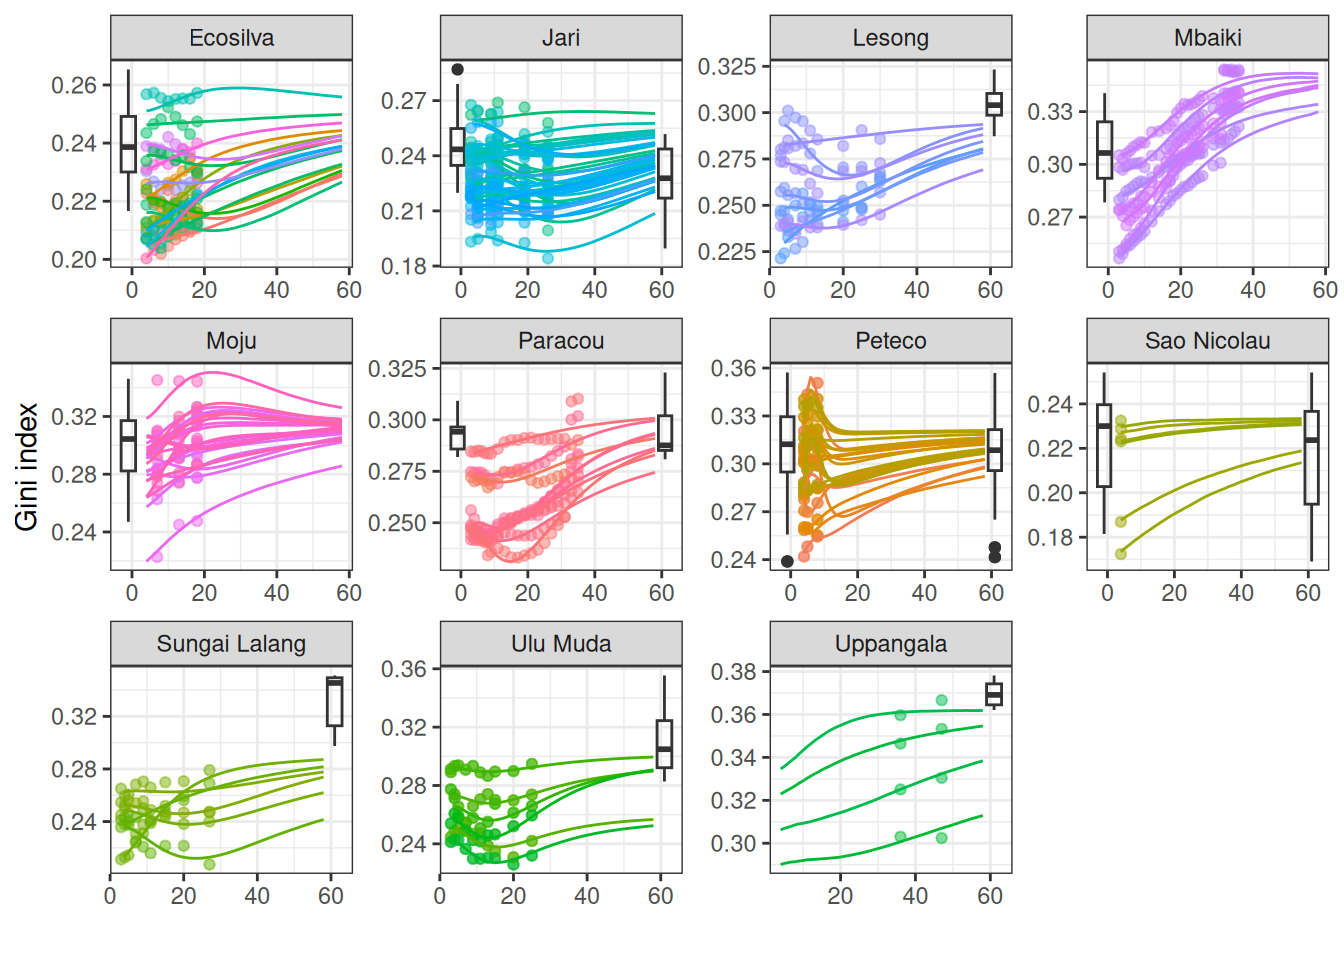 Ecosilva Jari Lesong Mbaiki
0.26 0.24 0.22 0.20
0.27 0.24 0.21 0.18
0.325 0.300 0.275 0.250 0.225
0.33 0.30 0.27
0 20 40 60 0 20 40 60 0 20 40 60 0 20 40 60
Moju Paracou Peteco Sao Nicolau
Gini index
0.32 0.28 0.24
0.325 0.300 0.275 0.250
0.36 0.33 0.30 0.27 0.24
0.24 0.22 0.20 0.18
0 20 40 60 0 20 40 60 0 20 40 60 0 20 40 60
Sungai Lalang Ulu Muda Uppangala
0.32 0.28 0.24
0.36 0.32 0.28 0.24
0.38 0.36 0.34 0.32 0.30
0 20 40 60 0 20 40 60 20 40 60